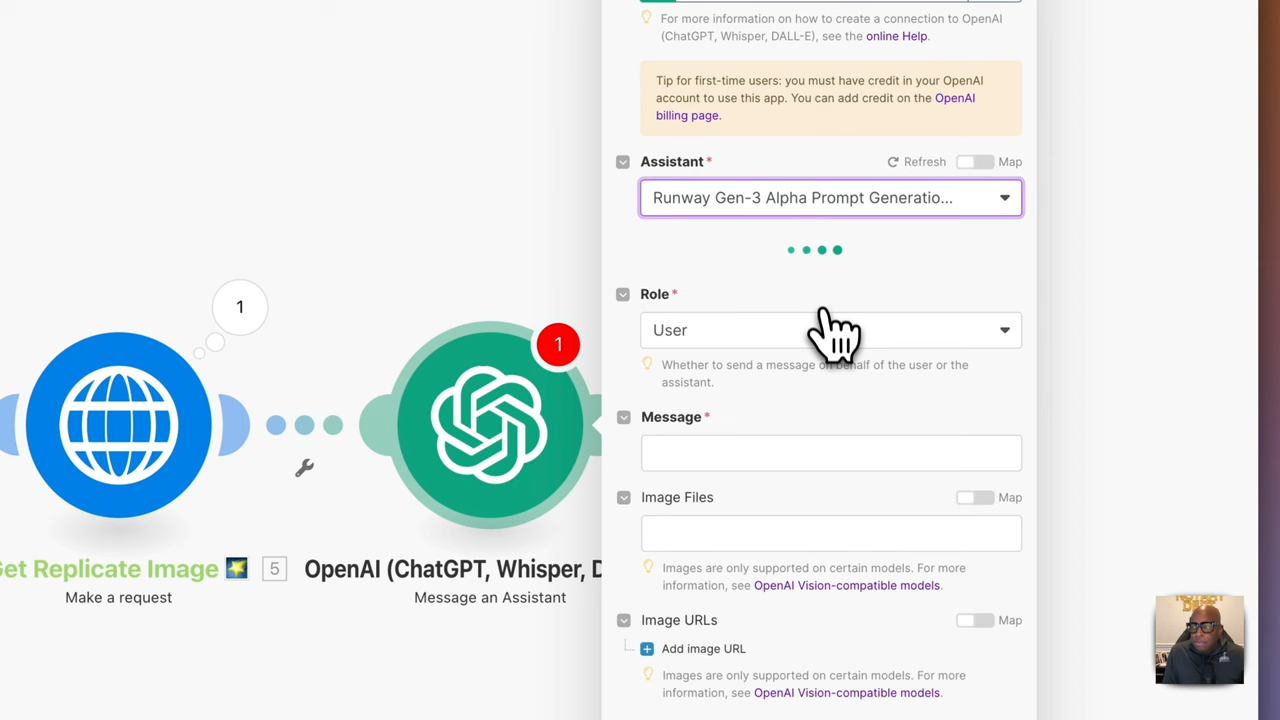 For more information on how to create a connection to OpenAI
(ChatGPT, Whisper, DALL-E), see the online Help.
Tip for first-time users: you must have credit in your OpenAI
account to use this app. You can add credit on the OpenAI
billing page.
Assistant*
Refresh
Map
Runway Gen-3 Alpha Prompt Generatio...
Role*
User
Whether to send a message on behalf of the user or the
assistant.
Message*
Image Files
Map
Images are only supported on certain models. For more
information, see OpenAI Vision-compatible models.
Image URLs
Map
Add image URL
Images are only supported on certain models. For more
information, see OpenAI Vision-compatible models.
1
1
et Replicate Image
5
Make a request
OpenAI (ChatGPT, Whisper, D
Message an Assistant